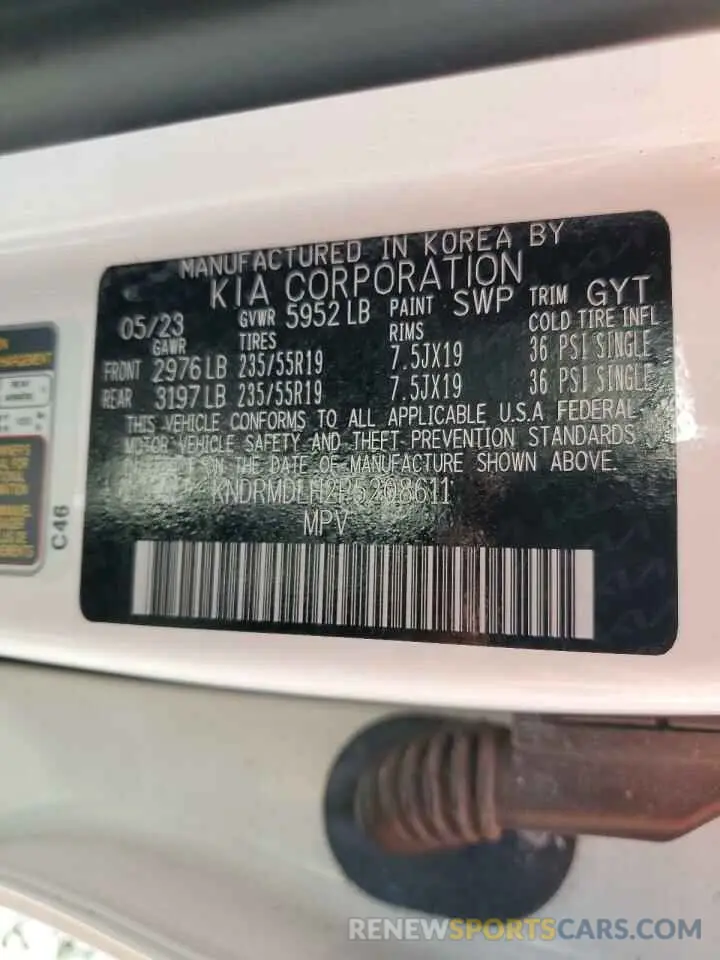 MANUFACTURED IN KOREA BY
KIA CORPORATION
05/23 GVWR 5952 LB PAINT SWP TRIM GYT
GAWR TIRES RIMS COLD TIRE INFL
FRONT 2976 LB 235/55R19 7.5JX19 36 PSI SINGLE
REAR 3197 LB 235/55R19 7.5JX19 36 PSI SINGLE
THIS VEHICLE CONFORMS TO ALL APPLICABLE U.S.A FEDERAL
MOTOR VEHICLE SAFETY AND THEFT PREVENTION STANDARDS
IN EFFECT ON THE DATE OF MANUFACTURE SHOWN ABOVE.
KNDRMDLH2P5208611
MPV
C46
RENEWSPORTSCARS.COM